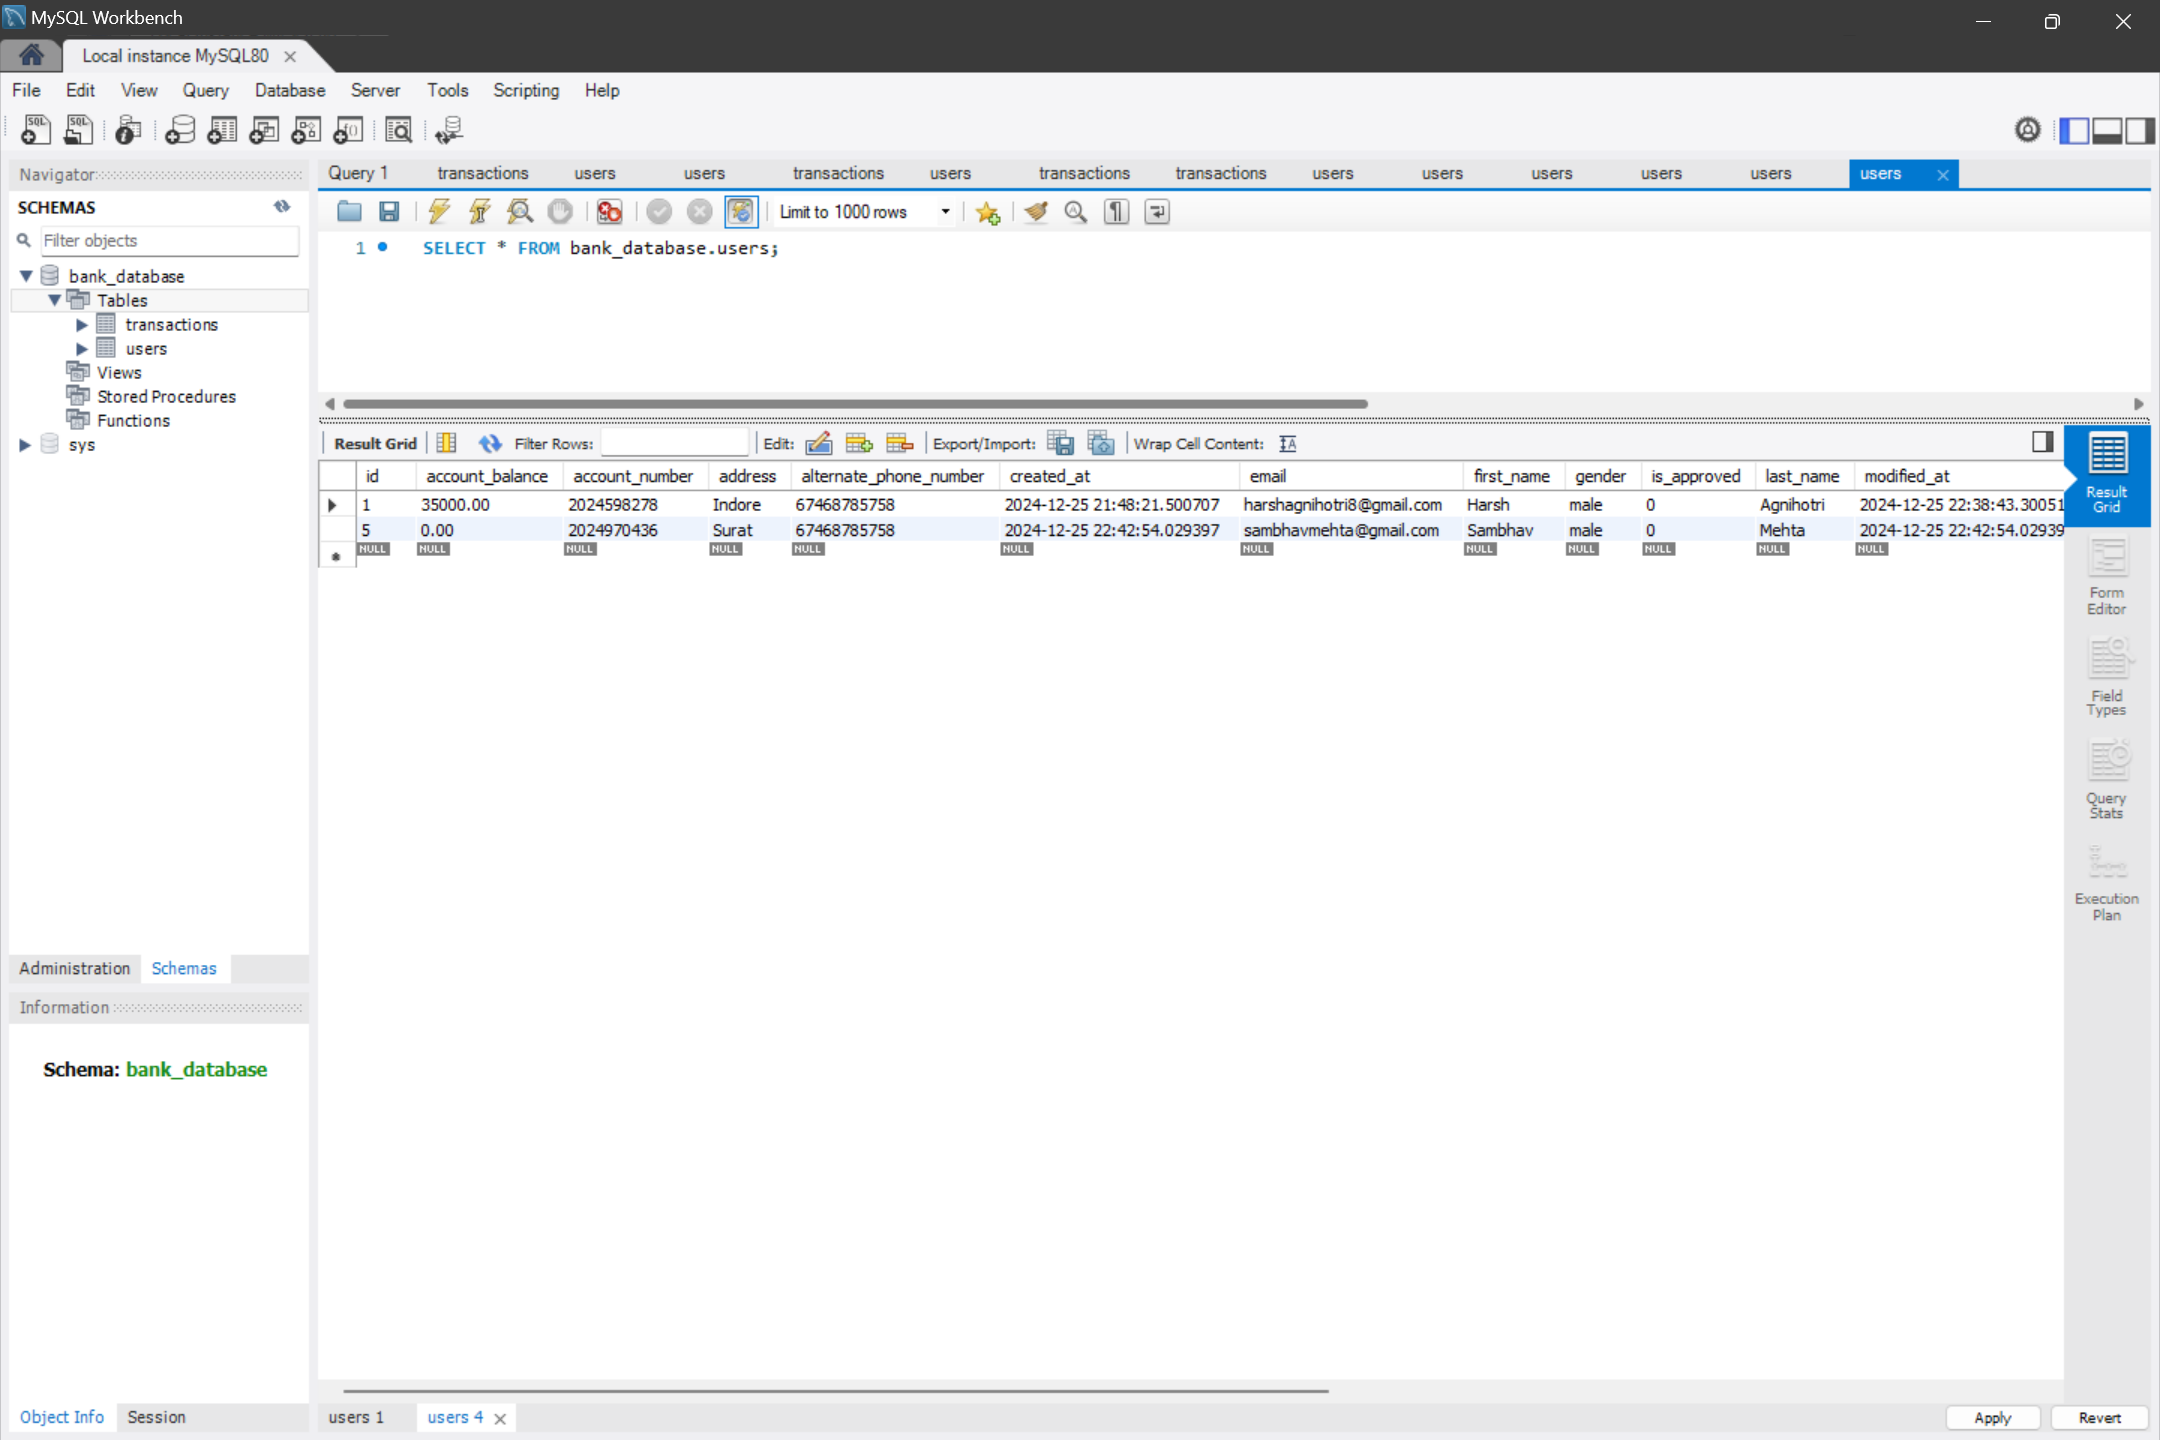 MySQL Workbench
Local instance MySQL80
File Edit View Query Database Server Tools Scripting Help
Navigator
SCHEMAS
Filter objects
bank_database
Tables
transactions
users
Views
Stored Procedures
Functions
sys
Administration Schemas
Information
Schema: bank_database
Object Info Session
Query 1 transactions users users transactions users transactions transactions users users users users users users
Limit to 1000 rows
1 SELECT * FROM bank_database.users;
Result Grid Filter Rows: Edit: Export/Import: Wrap Cell Content:
id account_balance account_number address alternate_phone_number created_at email first_name gender is_approved last_name modified_at
1 35000.00 2024598278 Indore 67468785758 2024-12-25 21:48:21.500707 harshagnihotri8@gmail.com Harsh male 0 Agnihotri 2024-12-25 22:38:43.30051
5 0.00 2024970436 Surat 67468785758 2024-12-25 22:42:54.029397 sambhavmehta@gmail.com Sambhav male 0 Mehta 2024-12-25 22:42:54.02939
NULL NULL NULL NULL NULL NULL NULL NULL NULL NULL NULL NULL
Result
Grid
Form
Editor
Field
Types
Query
Stats
Execution
Plan
users 1 users 4
Apply Revert